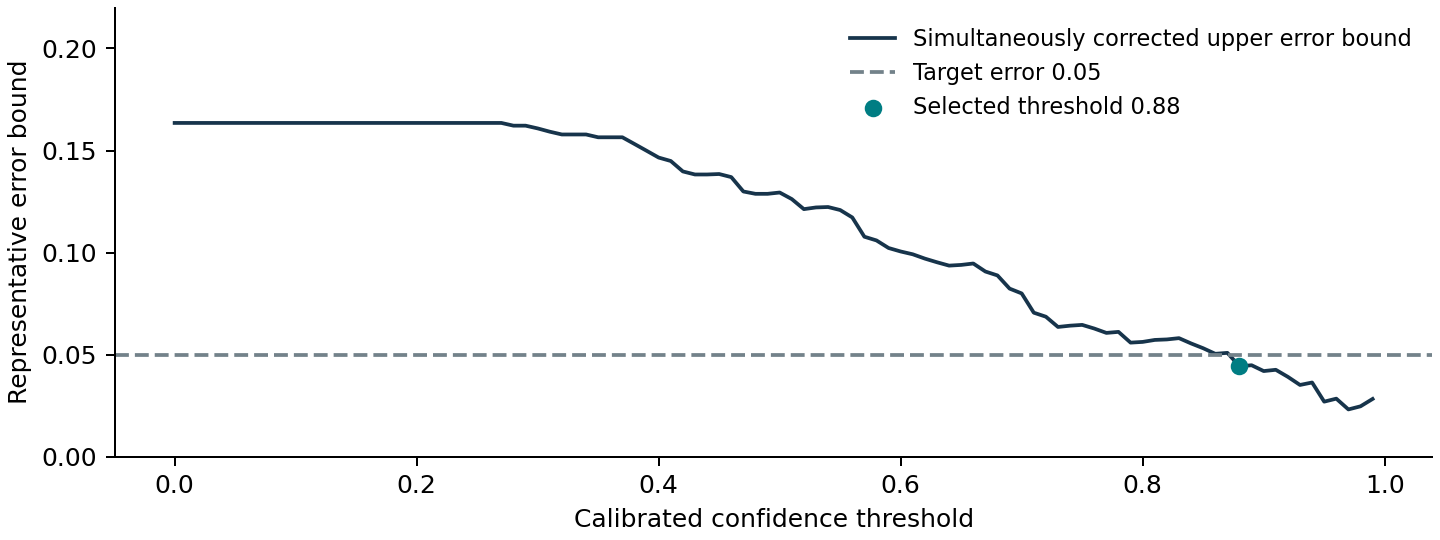 Simultaneously corrected upper error bound
Target error 0.05
Selected threshold 0.88
Representative error bound
0.20
0.15
0.10
0.05
0.00
0.0 0.2 0.4 0.6 0.8 1.0
Calibrated confidence threshold